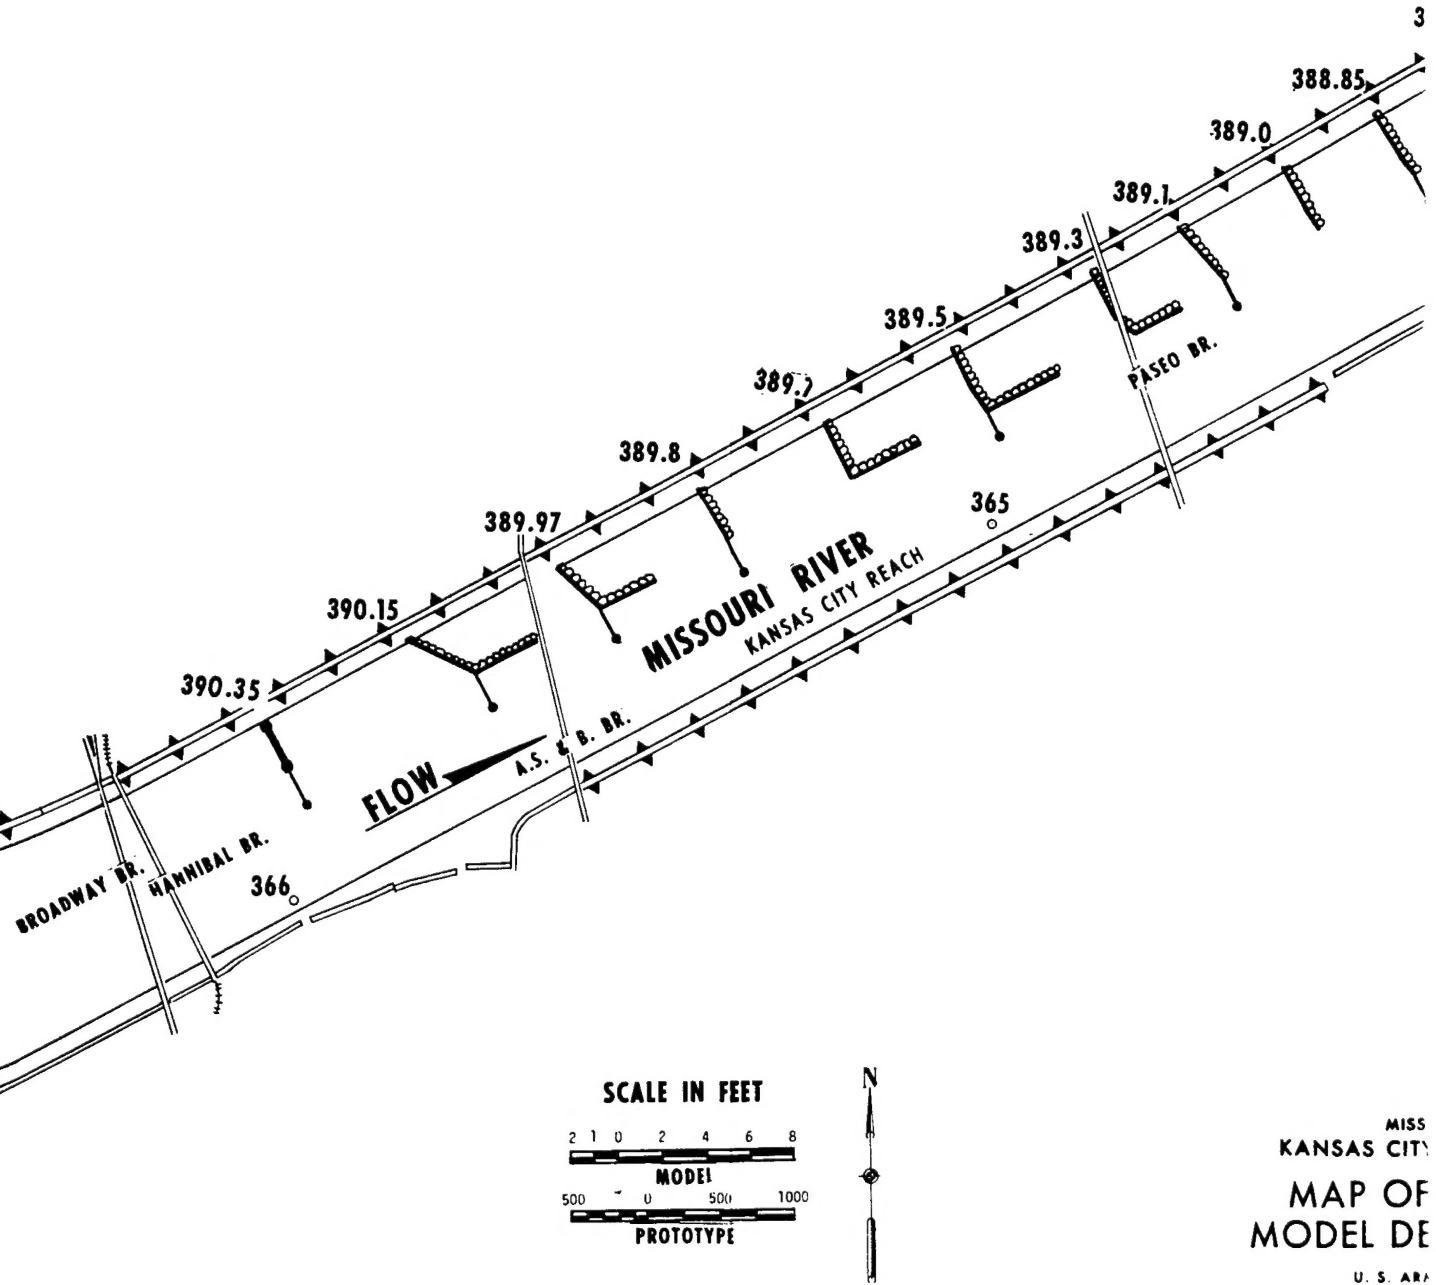 3
388.85
389.0
389.1
389.3
389.5
389.7
389.8
389.97
390.15
390.35
PASEO BR.
365
MISSOURI RIVER
KANSAS CITY REACH
A.S. & B. BR.
FLOW
HANNIBAL BR.
BROADWAY BR.
366
SCALE IN FEET
2 1 0 2 4 6 8
MODEL
500 0 500 1000
PROTOTYPE
N
MISS
KANSAS CITY
MAP OF
MODEL DE
U. S. AR